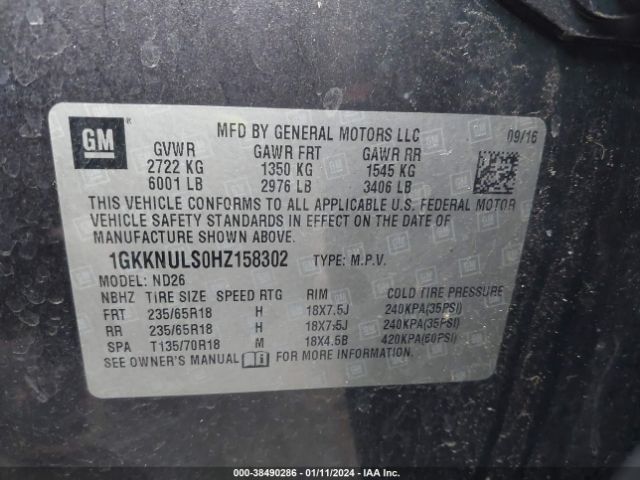 GM
®
MFD BY GENERAL MOTORS LLC 09/16
GVWR GAWR FRT GAWR RR
2722 KG 1350 KG 1545 KG
6001 LB 2976 LB 3406 LB
THIS VEHICLE CONFORMS TO ALL APPLICABLE U.S. FEDERAL MOTOR
VEHICLE SAFETY STANDARDS IN EFFECT ON THE DATE OF
MANUFACTURE SHOWN ABOVE.
1GKKNULS0HZ158302 TYPE: M.P.V.
MODEL: ND26
NBHZ TIRE SIZE SPEED RTG RIM COLD TIRE PRESSURE
FRT 235/65R18 H 18X7.5J 240KPA(35PSI)
RR 235/65R18 H 18X7.5J 240KPA(35PSI)
SPA T135/70R18 M 18X4.5B 420KPA(60PSI)
SEE OWNER'S MANUAL FOR MORE INFORMATION.
000-38490286 - 01/11/2024 - IAA Inc.